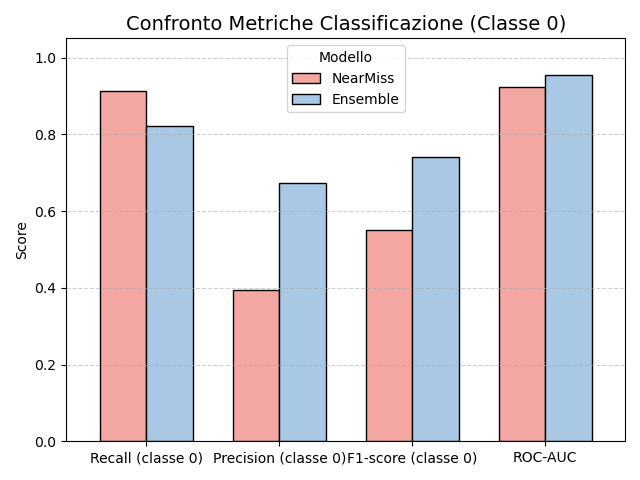 Confronto Metriche Classificazione (Classe 0)
Modello
NearMiss
Ensemble
Score
1.0
0.8
0.6
0.4
0.2
0.0
Recall (classe 0)
Precision (classe 0)
F1-score (classe 0)
ROC-AUC